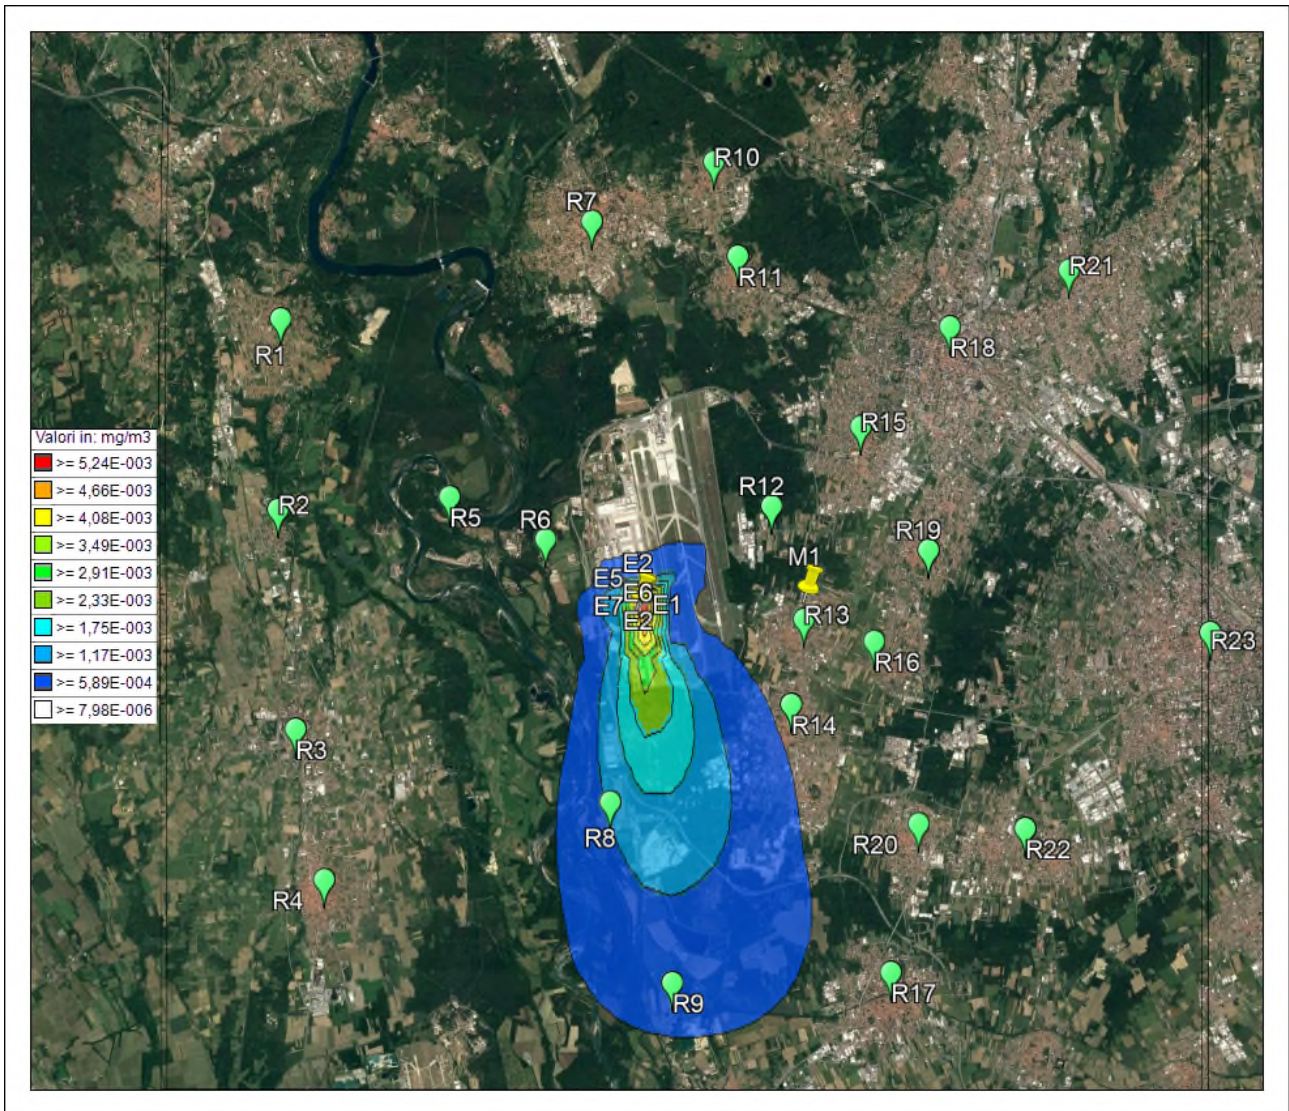 R10
R7
R11
R21
R1
R18
R15
Valori in: mg/m3
>= 5,24E-003
>= 4,66E-003
>= 4,08E-003
>= 3,49E-003
>= 2,91E-003
>= 2,33E-003
>= 1,75E-003
>= 1,17E-003
>= 5,89E-004
>= 7,98E-006
R2
R5
R6
R12
R19
M1
E2
E5
E6
E7
E1
E2
R13
R16
R23
R14
R3
R8
R20
R22
R4
R17
R9